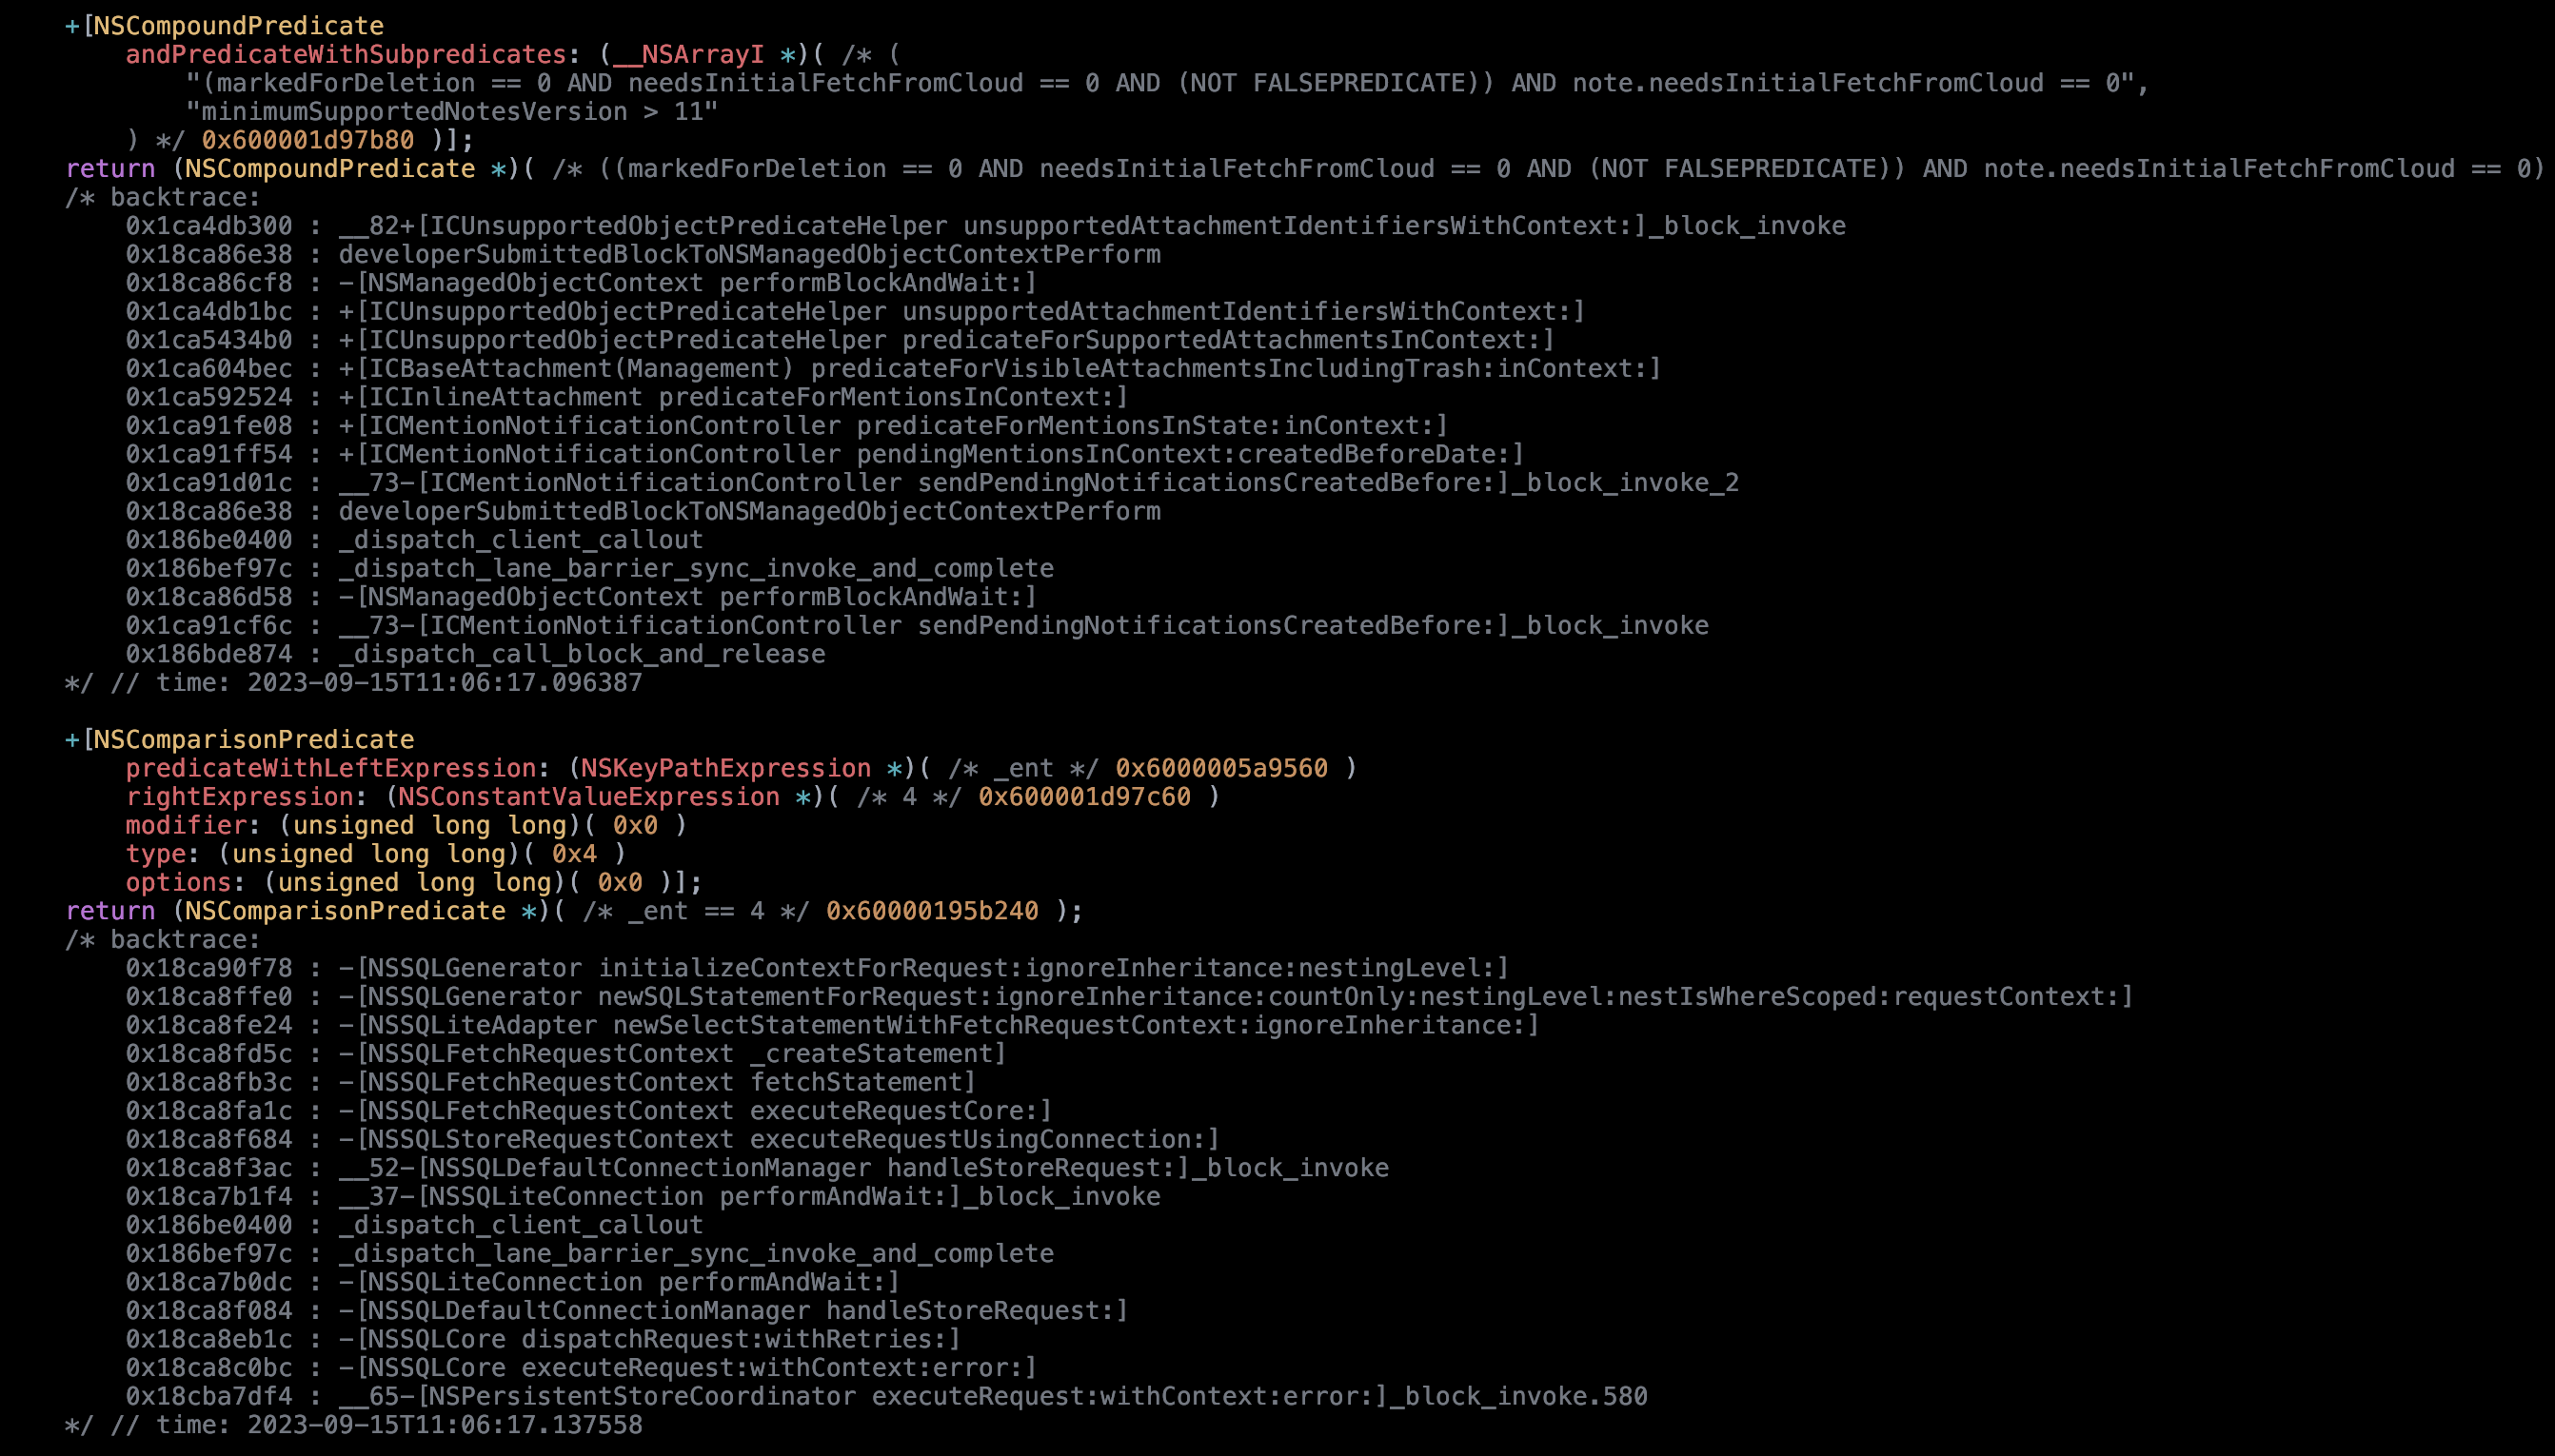 +[NSCompoundPredicate
    andPredicateWithSubpredicates: (__NSArrayI *)( /* (
        "(markedForDeletion == 0 AND needsInitialFetchFromCloud == 0 AND (NOT FALSEPREDICATE)) AND note.needsInitialFetchFromCloud == 0",
        "minimumSupportedNotesVersion > 11"
    ) */ 0x600001d97b80 )];
return (NSCompoundPredicate *)( /* ((markedForDeletion == 0 AND needsInitialFetchFromCloud == 0 AND (NOT FALSEPREDICATE)) AND note.needsInitialFetchFromCloud == 0)
/* backtrace:
    0x1ca4db300 : __82+[ICUnsupportedObjectPredicateHelper unsupportedAttachmentIdentifiersWithContext:]_block_invoke
    0x18ca86e38 : developerSubmittedBlockToNSManagedObjectContextPerform
    0x18ca86cf8 : -[NSManagedObjectContext performBlockAndWait:]
    0x1ca4db1bc : +[ICUnsupportedObjectPredicateHelper unsupportedAttachmentIdentifiersWithContext:]
    0x1ca5434b0 : +[ICUnsupportedObjectPredicateHelper predicateForSupportedAttachmentsInContext:]
    0x1ca604bec : +[ICBaseAttachment(Management) predicateForVisibleAttachmentsIncludingTrash:inContext:]
    0x1ca592524 : +[ICInlineAttachment predicateForMentionsInContext:]
    0x1ca91fe08 : +[ICMentionNotificationController predicateForMentionsInState:inContext:]
    0x1ca91ff54 : +[ICMentionNotificationController pendingMentionsInContext:createdBeforeDate:]
    0x1ca91d01c : __73-[ICMentionNotificationController sendPendingNotificationsCreatedBefore:]_block_invoke_2
    0x18ca86e38 : developerSubmittedBlockToNSManagedObjectContextPerform
    0x186be0400 : _dispatch_client_callout
    0x186bef97c : _dispatch_lane_barrier_sync_invoke_and_complete
    0x18ca86d58 : -[NSManagedObjectContext performBlockAndWait:]
    0x1ca91cf6c : __73-[ICMentionNotificationController sendPendingNotificationsCreatedBefore:]_block_invoke
    0x186bde874 : _dispatch_call_block_and_release
*/ // time: 2023-09-15T11:06:17.096387
+[NSComparisonPredicate
    predicateWithLeftExpression: (NSKeyPathExpression *)( /* _ent */ 0x6000005a9560 )
    rightExpression: (NSConstantValueExpression *)( /* 4 */ 0x600001d97c60 )
    modifier: (unsigned long long)( 0x0 )
    type: (unsigned long long)( 0x4 )
    options: (unsigned long long)( 0x0 )];
return (NSComparisonPredicate *)( /* _ent == 4 */ 0x60000195b240 );
/* backtrace:
    0x18ca90f78 : -[NSSQLGenerator initializeContextForRequest:ignoreInheritance:nestingLevel:]
    0x18ca8ffe0 : -[NSSQLGenerator newSQLStatementForRequest:ignoreInheritance:countOnly:nestingLevel:nestIsWhereScoped:requestContext:]
    0x18ca8fe24 : -[NSSQLiteAdapter newSelectStatementWithFetchRequestContext:ignoreInheritance:]
    0x18ca8fd5c : -[NSSQLFetchRequestContext _createStatement]
    0x18ca8fb3c : -[NSSQLFetchRequestContext fetchStatement]
    0x18ca8fa1c : -[NSSQLFetchRequestContext executeRequestCore:]
    0x18ca8f684 : -[NSSQLStoreRequestContext executeRequestUsingConnection:]
    0x18ca8f3ac : __52-[NSSQLDefaultConnectionManager handleStoreRequest:]_block_invoke
    0x18ca7b1f4 : __37-[NSSQLiteConnection performAndWait:]_block_invoke
    0x186be0400 : _dispatch_client_callout
    0x186bef97c : _dispatch_lane_barrier_sync_invoke_and_complete
    0x18ca7b0dc : -[NSSQLiteConnection performAndWait:]
    0x18ca8f084 : -[NSSQLDefaultConnectionManager handleStoreRequest:]
    0x18ca8eb1c : -[NSSQLCore dispatchRequest:withRetries:]
    0x18ca8c0bc : -[NSSQLCore executeRequest:withContext:error:]
    0x18cba7df4 : __65-[NSPersistentStoreCoordinator executeRequest:withContext:error:]_block_invoke.580
*/ // time: 2023-09-15T11:06:17.137558